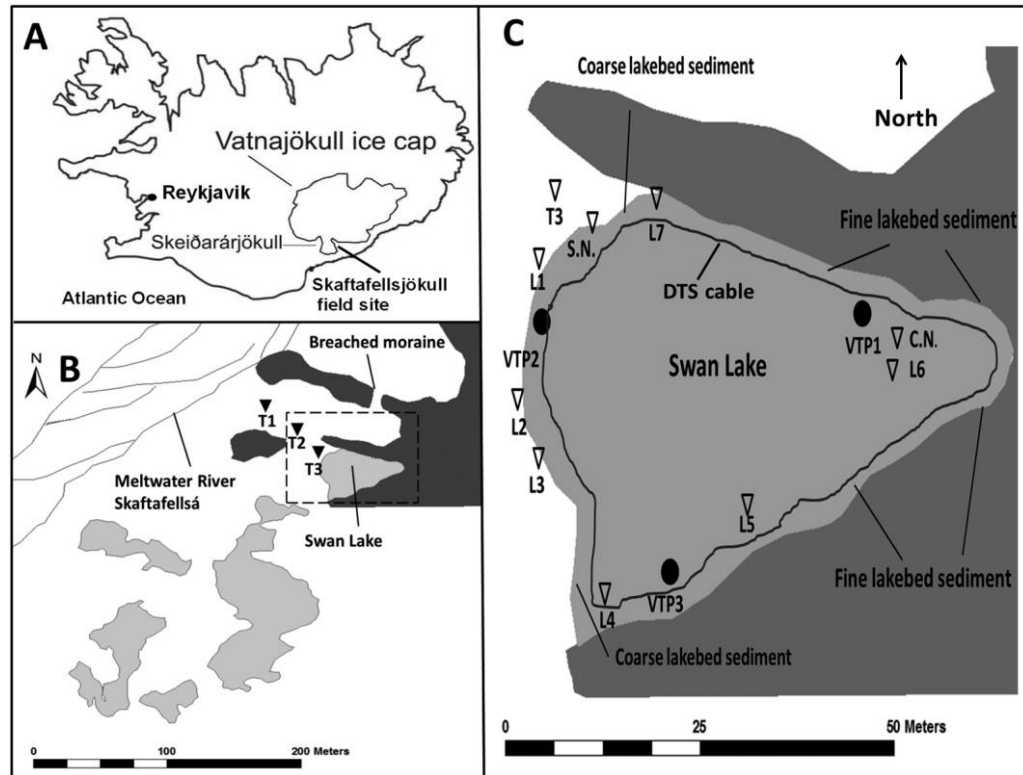 A
Vatnajökull ice cap
Reykjavik
Skeiðarárjökull
Skaftafellsjökull
field site
Atlantic Ocean
B
N
Breached moraine
T1
T2
T3
Meltwater River
Skaftafellsá
Swan Lake
0 100 200 Meters
C
Coarse lakebed sediment
North
T3
S.N.
L7
Fine lakebed sediment
L1
DTS cable
VTP2
VTP1
C.N.
L6
Swan Lake
L2
L3
L5
Fine lakebed sediment
L4
VTP3
Coarse lakebed sediment
0 25 50 Meters